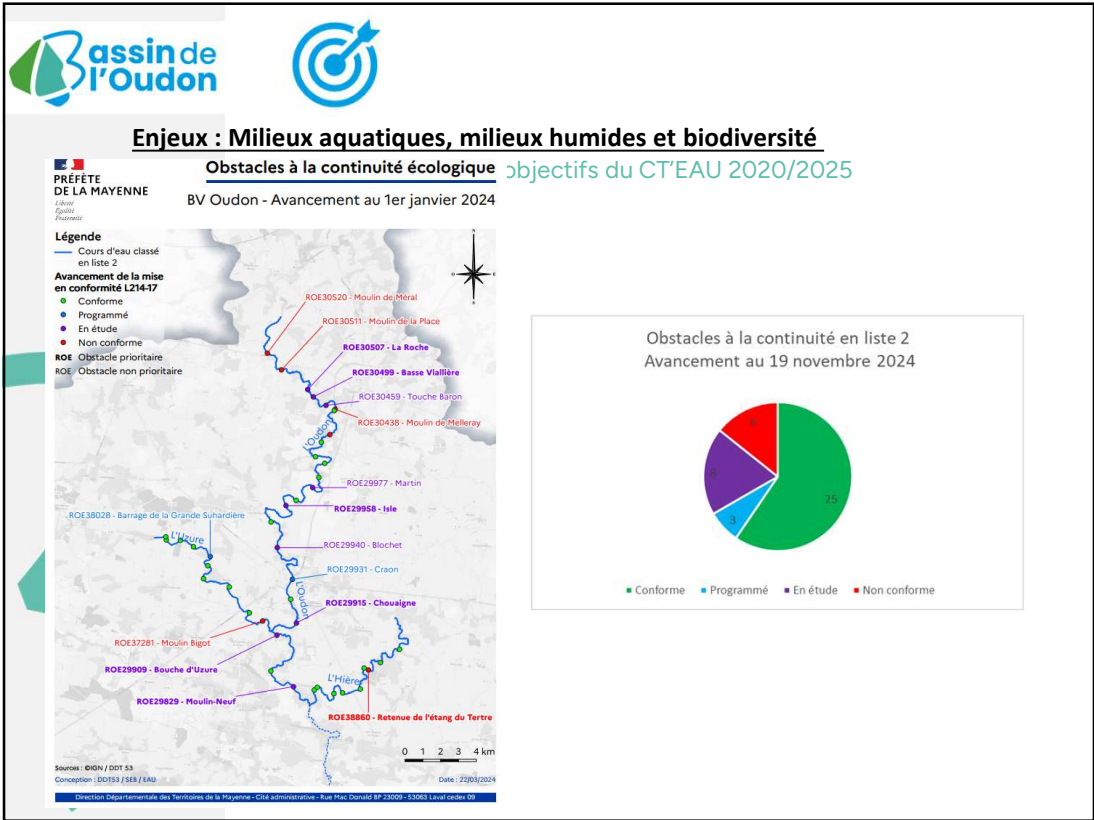 Bassin de
l'Oudon
Enjeux : Milieux aquatiques, milieux humides et biodiversité
objectifs du CT'EAU 2020/2025
PRÉFÈTE
DE LA MAYENNE
Liberté
Égalité
Fraternité
Obstacles à la continuité écologique
BV Oudon - Avancement au 1er janvier 2024
Légende
Cours d'eau classé
en liste 2
Avancement de la mise
en conformité L214-17
Conforme
Programmé
En étude
Non conforme
ROE Obstacle prioritaire
ROE Obstacle non prioritaire
N
ROE30520 - Moulin de Méral
ROE30511 - Moulin de la Place
ROE30507 - La Roche
ROE30499 - Basse Viallière
ROE30459 - Touche Baron
ROE30438 - Moulin de Melleray
L'Oudon
ROE29977 - Martin
ROE29958 - Isle
ROE38028 - Barrage de la Grande Suhardière
L'Uzure
ROE29940 - Blochet
ROE29931 - Craon
L'Oudon
ROE29915 - Chouaigne
ROE37281 - Moulin Bigot
ROE29909 - Bouche d'Uzure
L'Hière
ROE29829 - Moulin-Neuf
ROE38860 - Retenue de l'étang du Tertre
0 1 2 3 4 km
Sources : ©IGN / DDT 53
Conception : DDT53 / SEB / EAU
Date : 22/03/2024
Direction Départementale des Territoires de la Mayenne - Cité administrative - Rue Mac Donald BP 23009 - 53063 Laval cedex 09
Obstacles à la continuité en liste 2
Avancement au 19 novembre 2024
6
8
25
3
Conforme Programmé En étude Non conforme